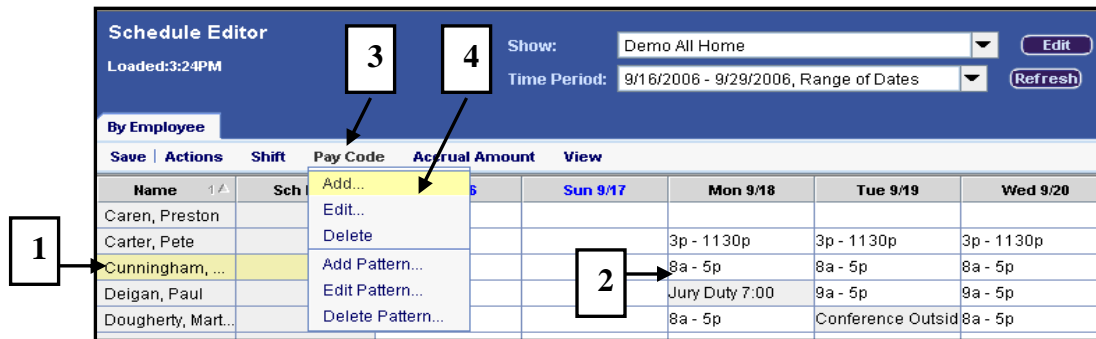 Schedule Editor
Loaded:3:24PM
3
4
Show: Demo All Home Edit
Time Period: 9/16/2006 - 9/29/2006, Range of Dates Refresh
By Employee
Save | Actions Shift Pay Code Accrual Amount View
Name 1 Sch 6 Sun 9/17 Mon 9/18 Tue 9/19 Wed 9/20
Add...
Edit...
Delete
Add Pattern...
Edit Pattern...
Delete Pattern...
Caren, Preston
Carter, Pete 3p - 1130p 3p - 1130p 3p - 1130p
1
Cunningham, ... 8a - 5p 8a - 5p 8a - 5p
2
Deigan, Paul Jury Duty 7:00 9a - 5p 9a - 5p
Dougherty, Mart... 8a - 5p Conference Outsid 8a - 5p